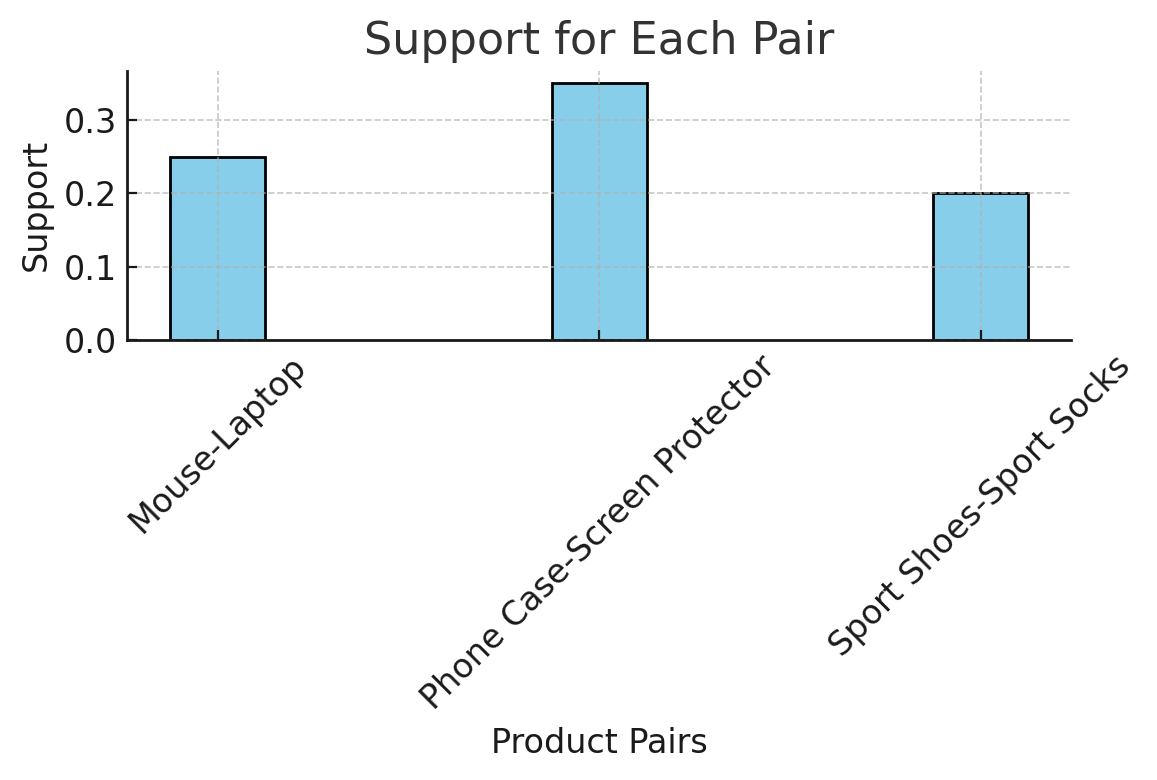 Support for Each Pair
Support
0.3
0.2
0.1
0.0
Mouse-Laptop
Phone Case-Screen Protector
Sport Shoes-Sport Socks
Product Pairs